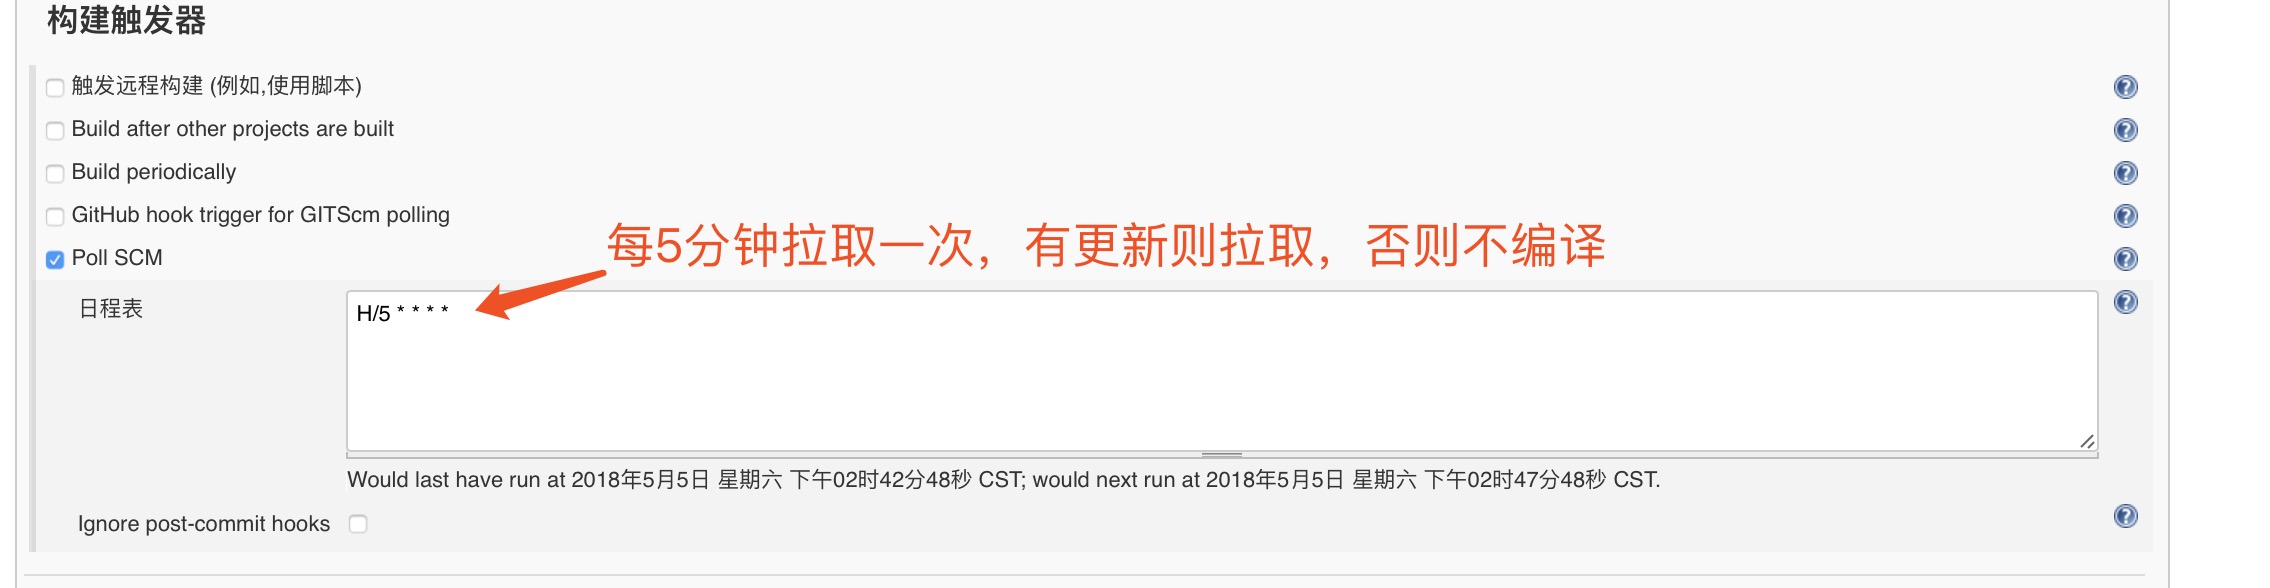 构建触发器
触发远程构建 (例如,使用脚本)
Build after other projects are built
Build periodically
GitHub hook trigger for GITScm polling
Poll SCM
每5分钟拉取一次，有更新则拉取，否则不编译
日程表
H/5 * * * *
Would last have run at 2018年5月5日 星期六 下午02时42分48秒 CST; would next run at 2018年5月5日 星期六 下午02时47分48秒 CST.
Ignore post-commit hooks